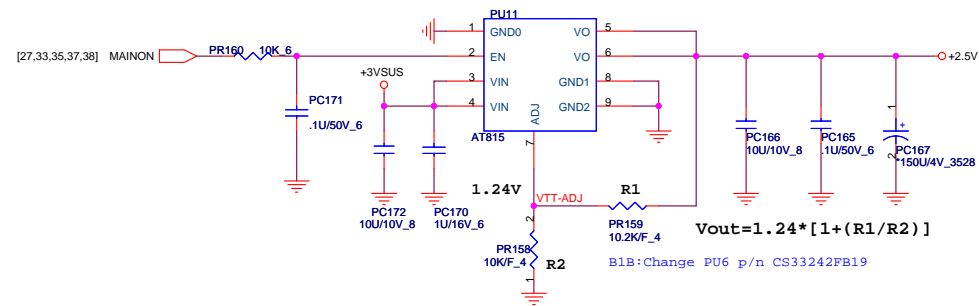 PU11
1 GND0 VO 5
[27,33,35,37,38] MAINON PR160 10K_6 2 EN VO 6 +2.5V
+3VSUS 3 VIN GND1 8
4 VIN GND2 9
ADJ
PC171
.1U/50V_6
AT815
7
1
+
PC166
10U/10V_8
PC165
.1U/50V_6
2
PC167
*150U/4V_3528
1.24V
VTT-ADJ
R1
PC172
10U/10V_8
PC170
1U/16V_6
2
PR158
10K/F_4
1
R2
PR159
10.2K/F_4
Vout=1.24*[1+(R1/R2)]
B1B:Change PU6 p/n CS33242FB19